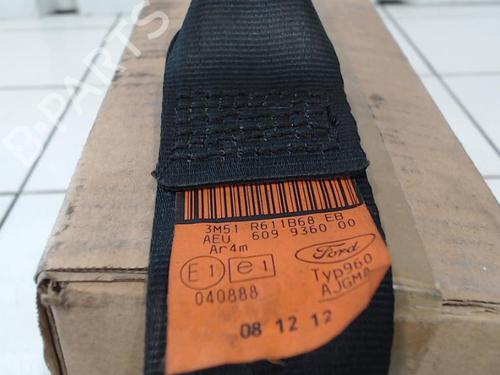 B-PARTS
3M51 R611B68 EB
AEU 609 9360 00
Ar4m
Ford
E1 e1
Typ960
AJGMA
040888
08 12 12